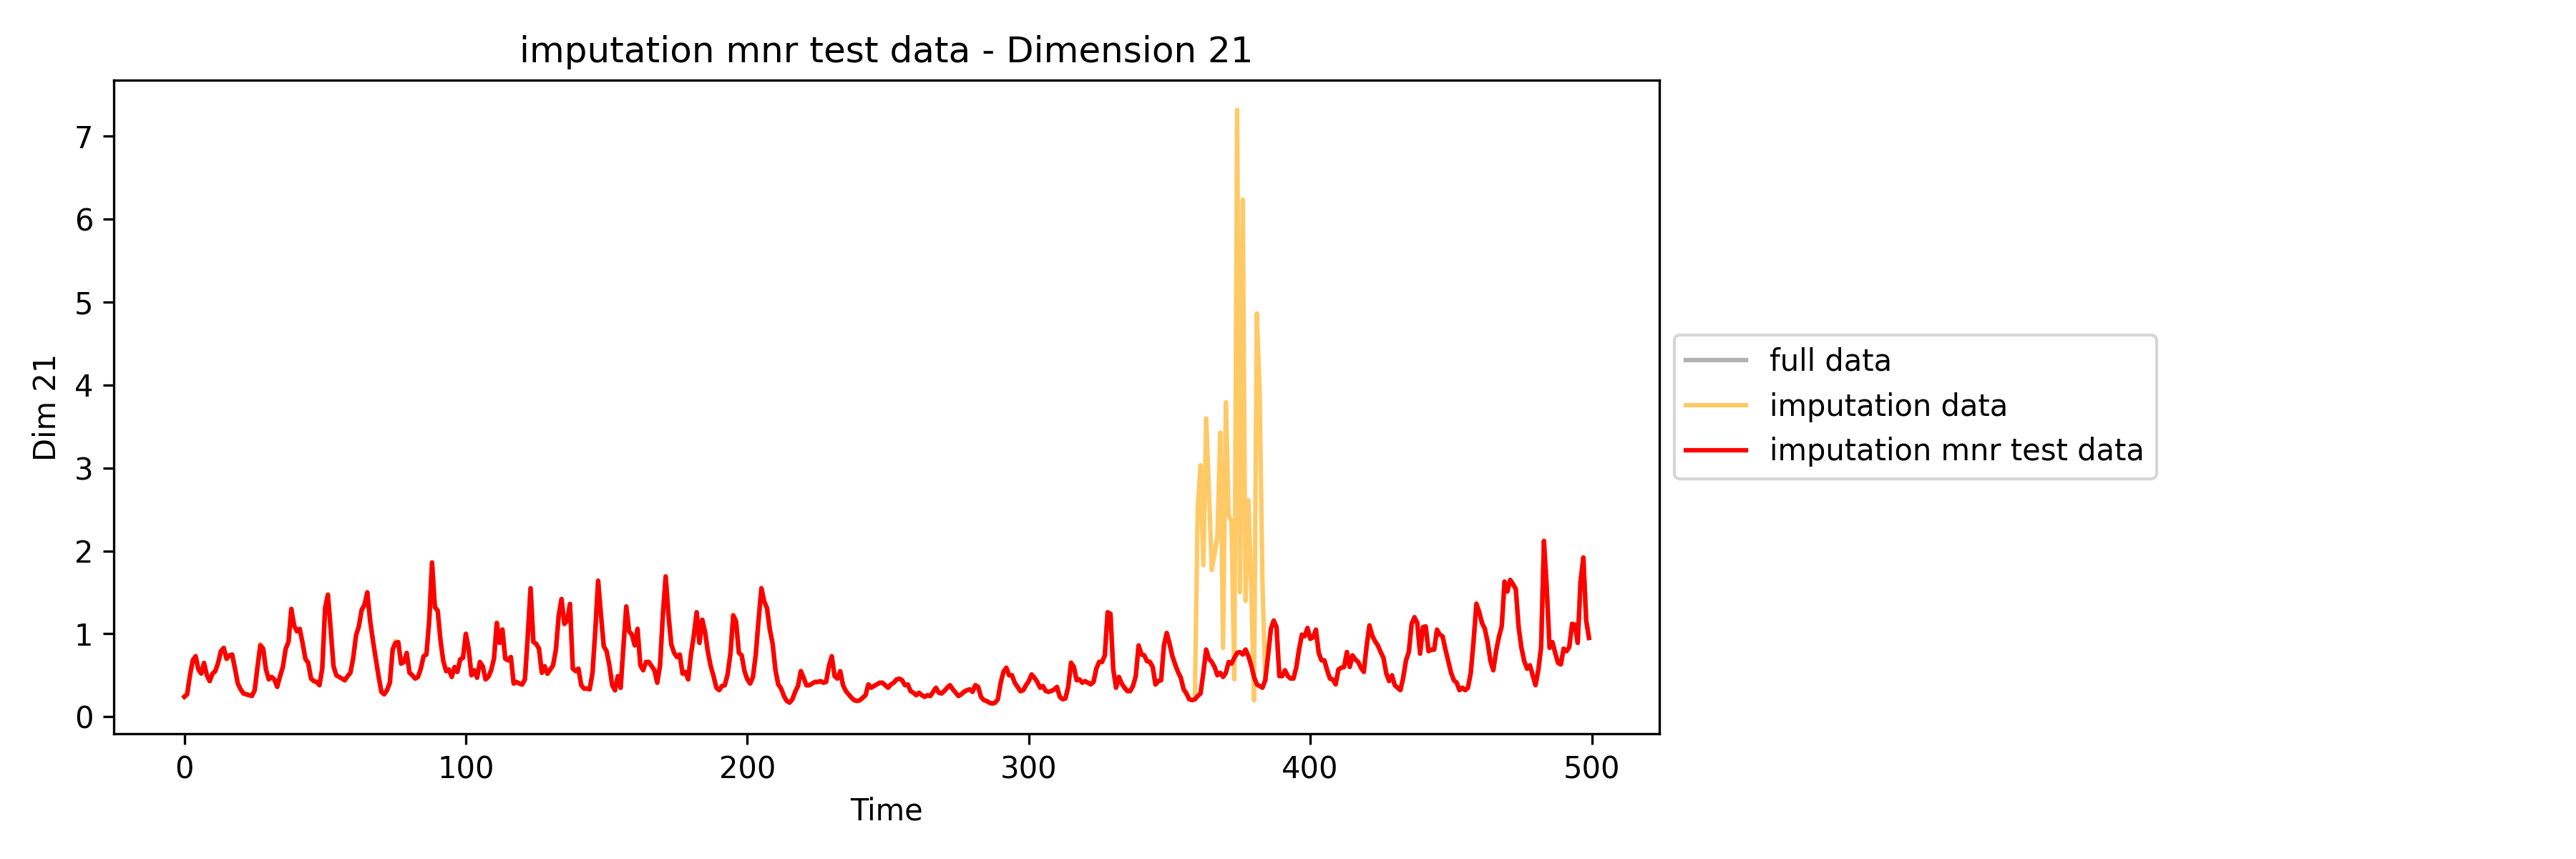 imputation mnr test data - Dimension 21
7
6
5
4
3
2
1
0
Dim 21
0 100 200 300 400 500
Time
full data
imputation data
imputation mnr test data